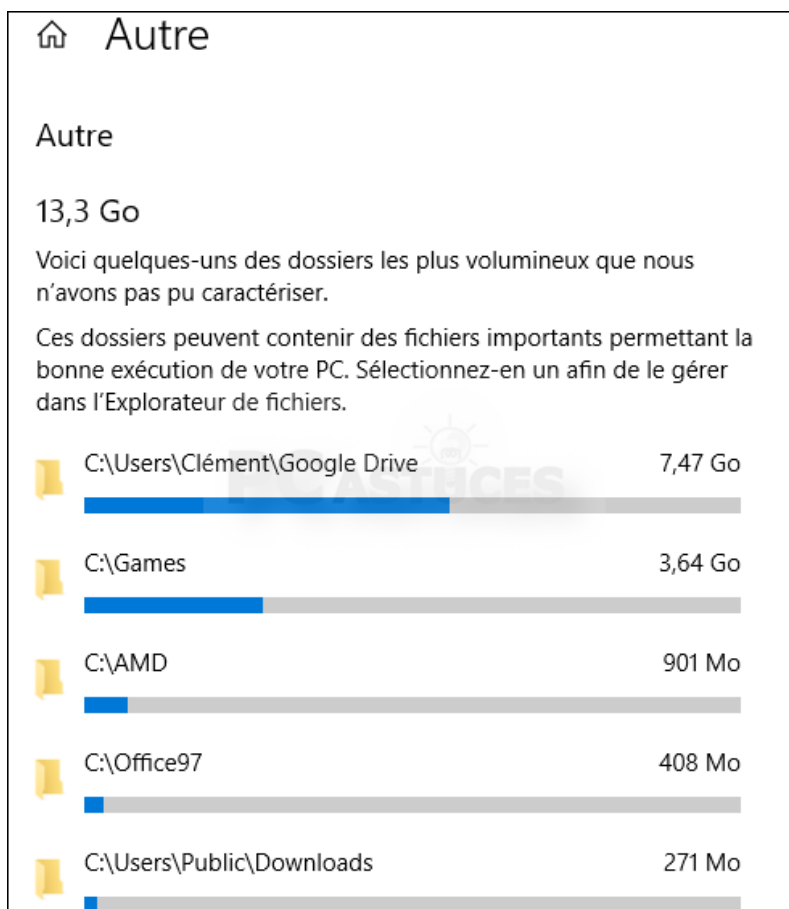 Autre
Autre
13,3 Go
Voici quelques-uns des dossiers les plus volumineux que nous
n’avons pas pu caractériser.
Ces dossiers peuvent contenir des fichiers importants permettant la
bonne exécution de votre PC. Sélectionnez-en un afin de le gérer
dans l’Explorateur de fichiers.
C:\Users\Clément\Google Drive 7,47 Go
PC ASTUCES
C:\Games 3,64 Go
C:\AMD 901 Mo
C:\Office97 408 Mo
C:\Users\Public\Downloads 271 Mo